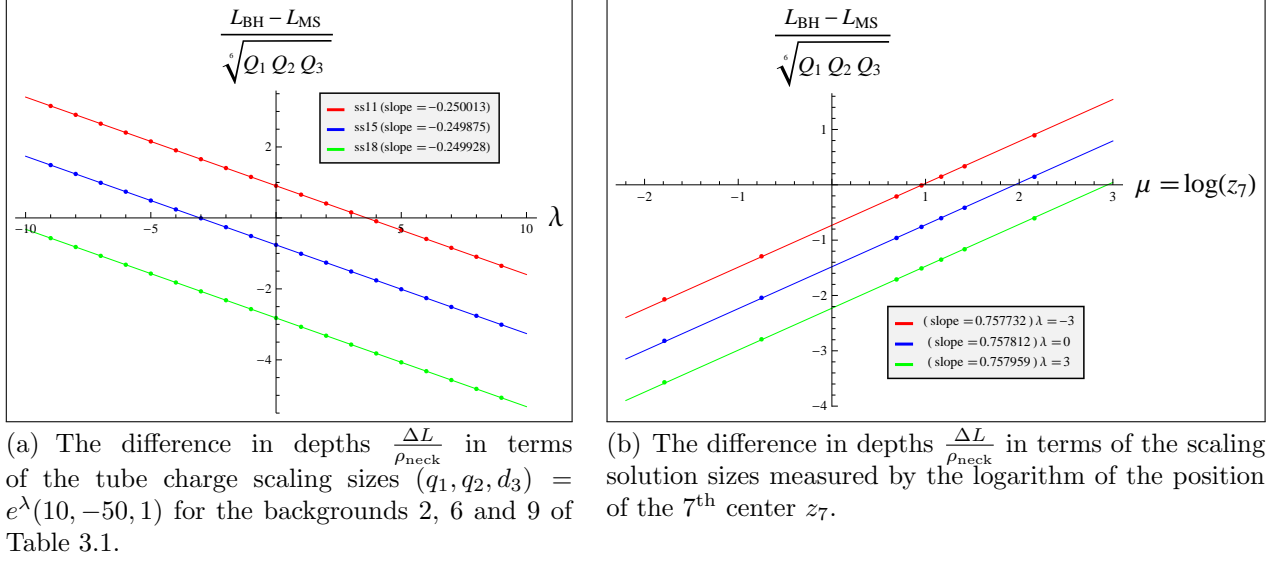 L_BH − L_MS
⁶√Q₁ Q₂ Q₃
ss11 (slope = −0.250013)
ss15 (slope = −0.249875)
ss18 (slope = −0.249928)
2
−10 −5 5 10 λ
−2
−4
L_BH − L_MS
⁶√Q₁ Q₂ Q₃
1
−2 −1 1 2 3 μ = log(z₇)
−1
−2
−3
−4
( slope = 0.757732 ) λ = −3
( slope = 0.757812 ) λ = 0
( slope = 0.757959 ) λ = 3
(a) The difference in depths ΔL/ρ_neck in terms
of the tube charge scaling sizes (q₁, q₂, d₃) =
e^λ(10, −50, 1) for the backgrounds 2, 6 and 9 of
Table 3.1.
(b) The difference in depths ΔL/ρ_neck in terms of the scaling
solution sizes measured by the logarithm of the position
of the 7th center z₇.